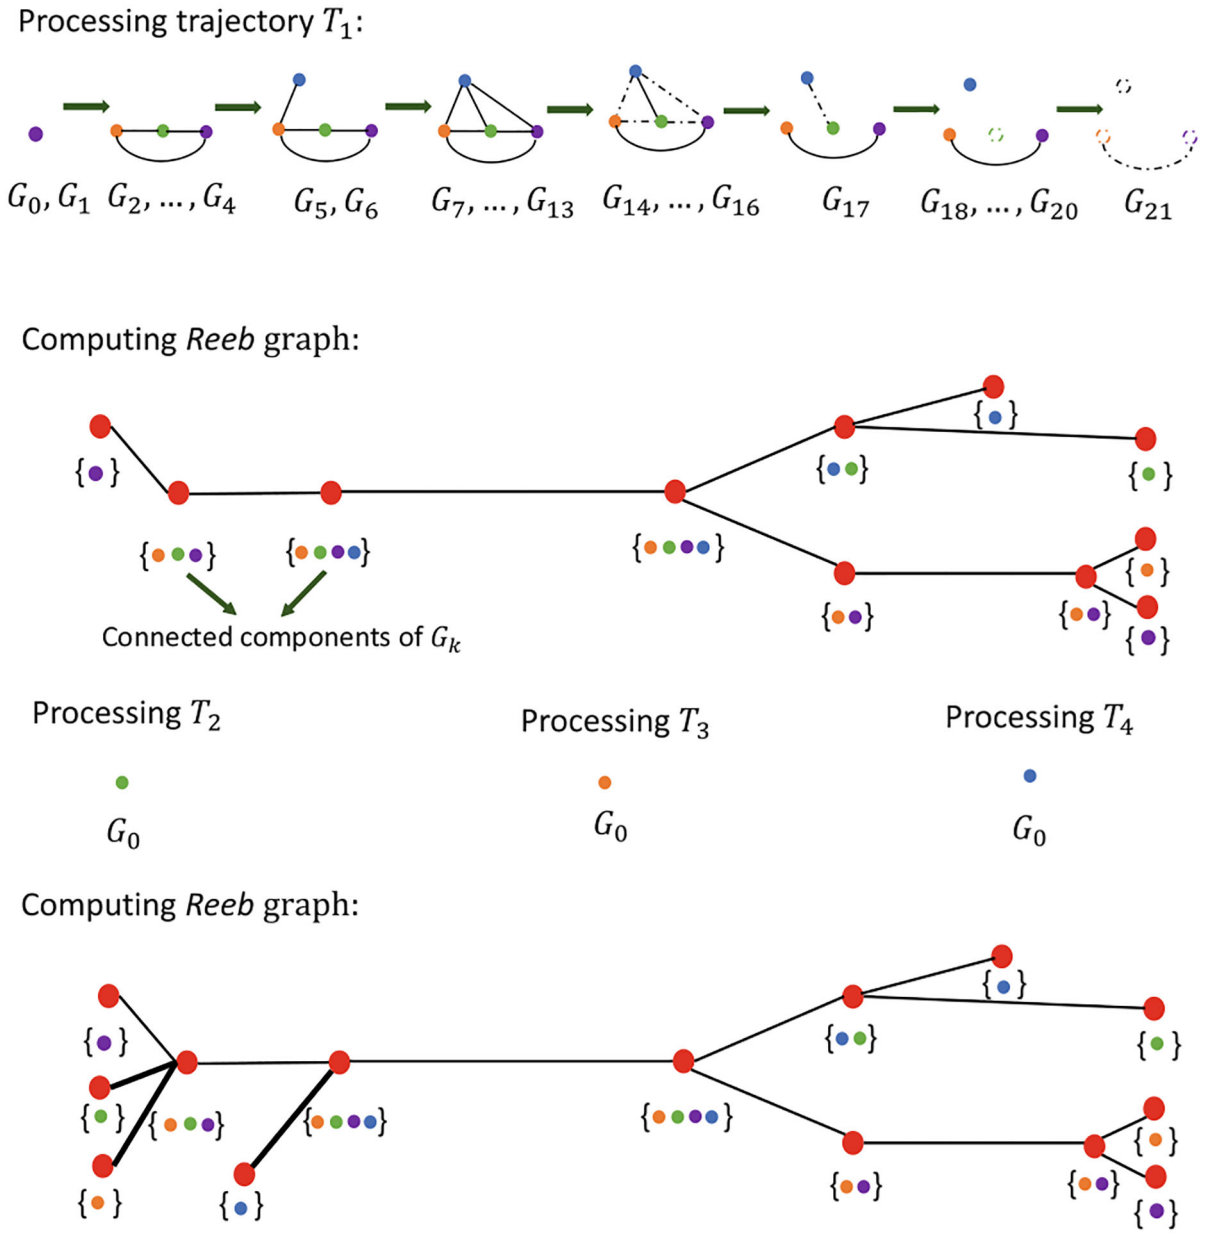 Processing trajectory T₁:
G₀, G₁ G₂, ..., G₄ G₅, G₆ G₇, ..., G₁₃ G₁₄, ..., G₁₆ G₁₇ G₁₈, ..., G₂₀ G₂₁
Computing Reeb graph:
{ } { }
{ } { } { }
{ } { } { } { }
{ } { } { }
Connected components of Gₖ
Processing T₂ Processing T₃ Processing T₄
G₀ G₀ G₀
Computing Reeb graph:
{ } { }
{ } { } { }
{ } { } { } { } { }
{ } { } { } { } { }